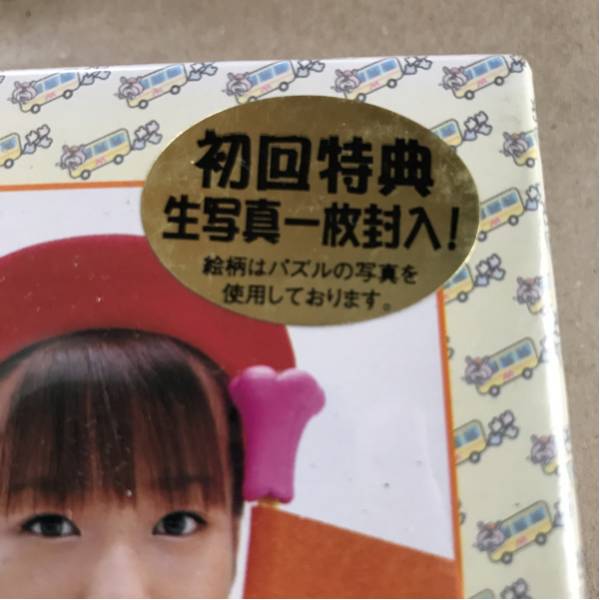 初回特典
生写真一枚封入!
絵柄はパズルの写真を
使用しております。